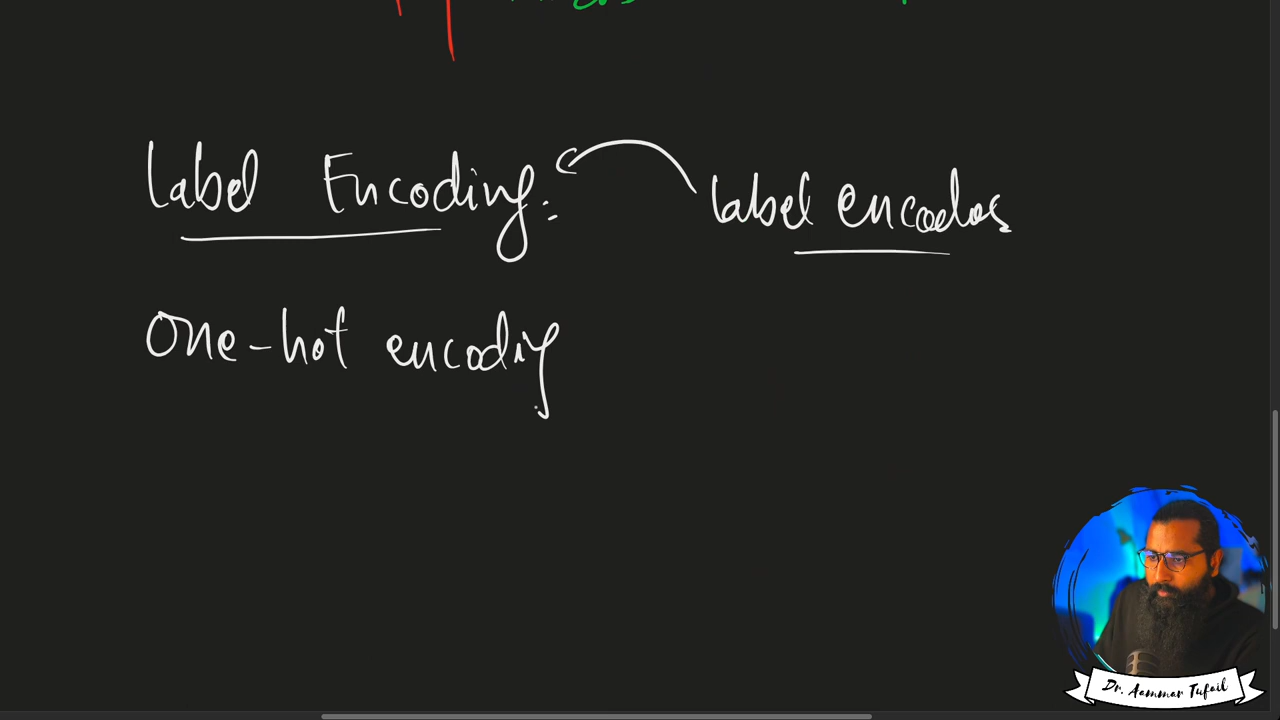 Label Encoding: label encoder
One-hot encoding
Dr. Aammar Tufail